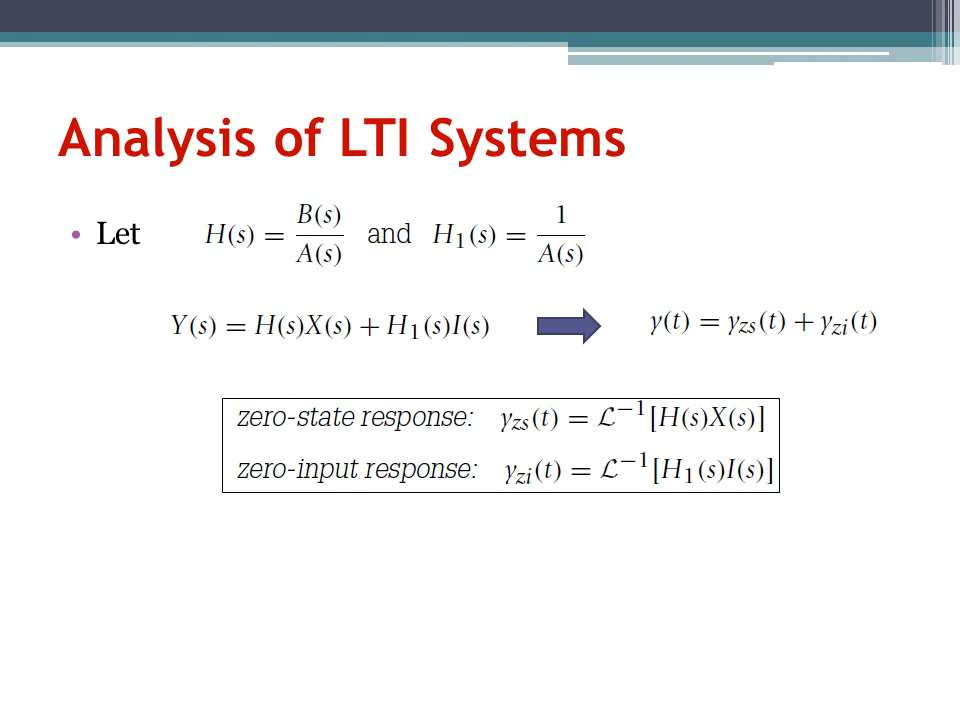 Analysis of LTI Systems
• Let H(s) = B(s)/A(s) and H₁(s) = 1/A(s)
Y(s) = H(s)X(s) + H₁(s)I(s) y(t) = y_zs(t) + y_zi(t)
zero-state response: y_zs(t) = ℒ⁻¹[H(s)X(s)]
zero-input response: y_zi(t) = ℒ⁻¹[H₁(s)I(s)]